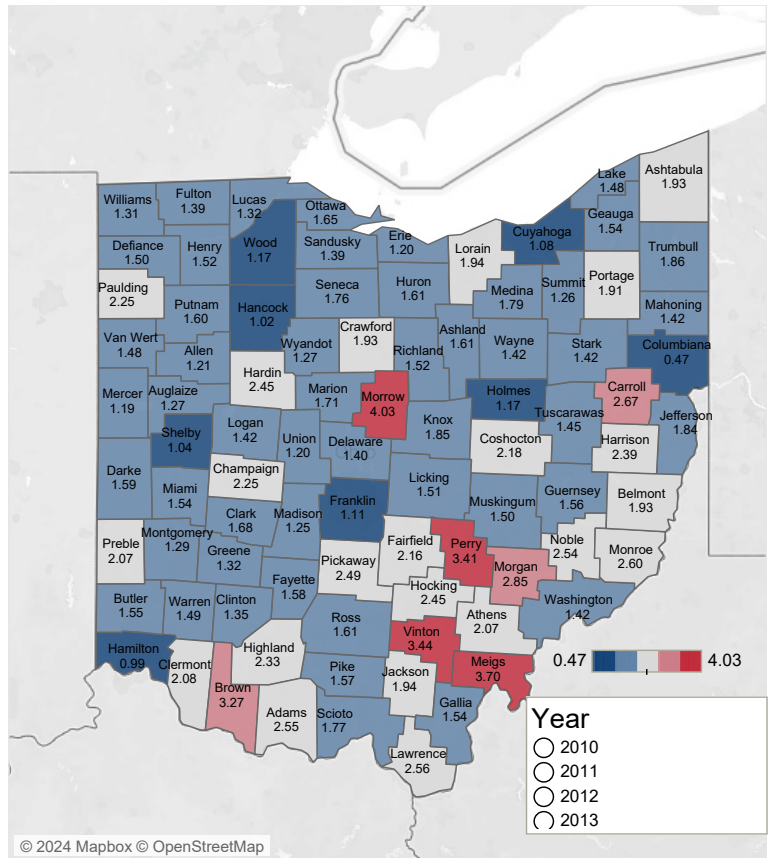 Williams
1.31
Fulton
1.39
Lucas
1.32
Ottawa
1.65
Lake
1.48
Ashtabula
1.93
Defiance
1.50
Henry
1.52
Wood
1.17
Sandusky
1.39
Erie
1.20
Lorain
1.94
Cuyahoga
1.08
Geauga
1.54
Trumbull
1.86
Paulding
2.25
Putnam
1.60
Hancock
1.02
Seneca
1.76
Huron
1.61
Medina
1.79
Summit
1.26
Portage
1.91
Mahoning
1.42
Van Wert
1.48
Allen
1.21
Wyandot
1.27
Crawford
1.93
Richland
1.52
Ashland
1.61
Wayne
1.42
Stark
1.42
Columbiana
0.47
Mercer
1.19
Auglaize
1.27
Hardin
2.45
Marion
1.71
Morrow
4.03
Holmes
1.17
Tuscarawas
1.45
Carroll
2.67
Jefferson
1.84
Shelby
1.04
Logan
1.42
Union
1.20
Delaware
1.40
Knox
1.85
Coshocton
2.18
Harrison
2.39
Darke
1.59
Miami
1.54
Champaign
2.25
Clark
1.68
Madison
1.25
Franklin
1.11
Licking
1.51
Muskingum
1.50
Guernsey
1.56
Belmont
1.93
Preble
2.07
Montgomery
1.29
Greene
1.32
Fayette
1.58
Pickaway
2.49
Fairfield
2.16
Perry
3.41
Morgan
2.85
Noble
2.54
Monroe
2.60
Butler
1.55
Warren
1.49
Clinton
1.35
Ross
1.61
Hocking
2.45
Athens
2.07
Washington
1.42
Hamilton
0.99
Clermont
2.08
Brown
3.27
Highland
2.33
Adams
2.55
Pike
1.57
Scioto
1.77
Jackson
1.94
Vinton
3.44
Meigs
3.70
Gallia
1.54
Lawrence
2.56
0.47 4.03
Year
2010
2011
2012
2013
© 2024 Mapbox © OpenStreetMap